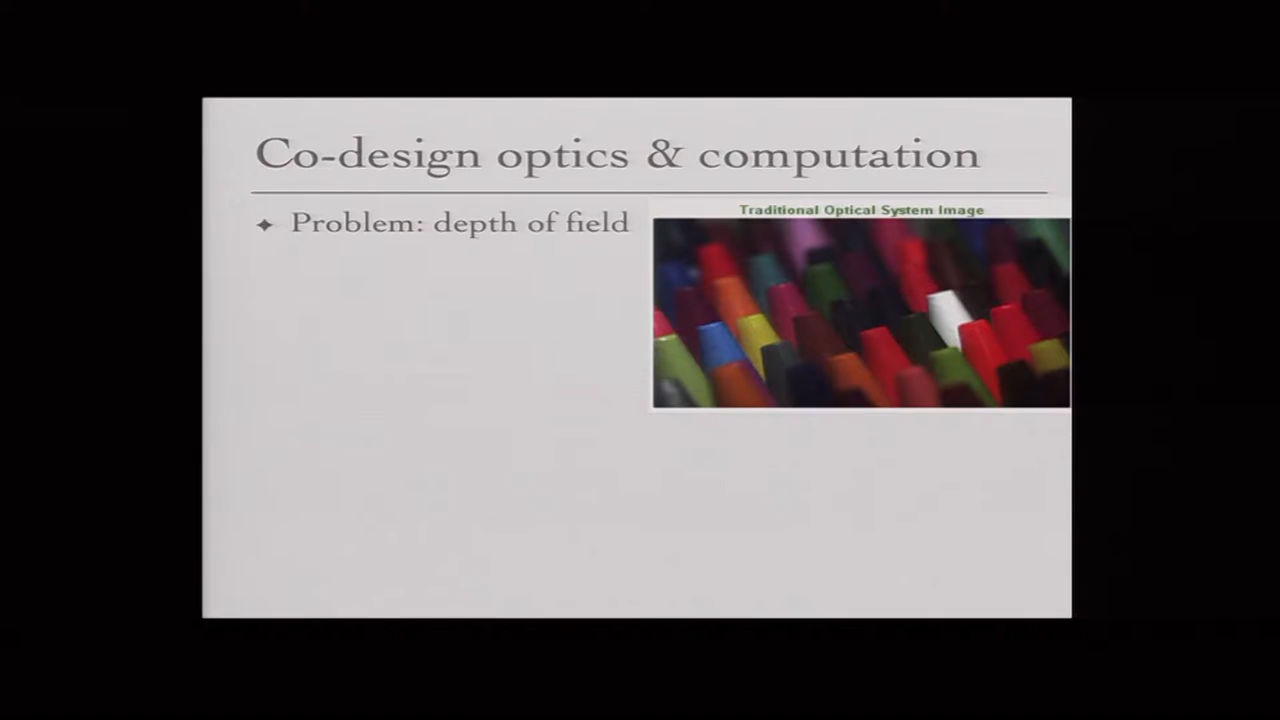 Co-design optics & computation
✦ Problem: depth of field
Traditional Optical System Image